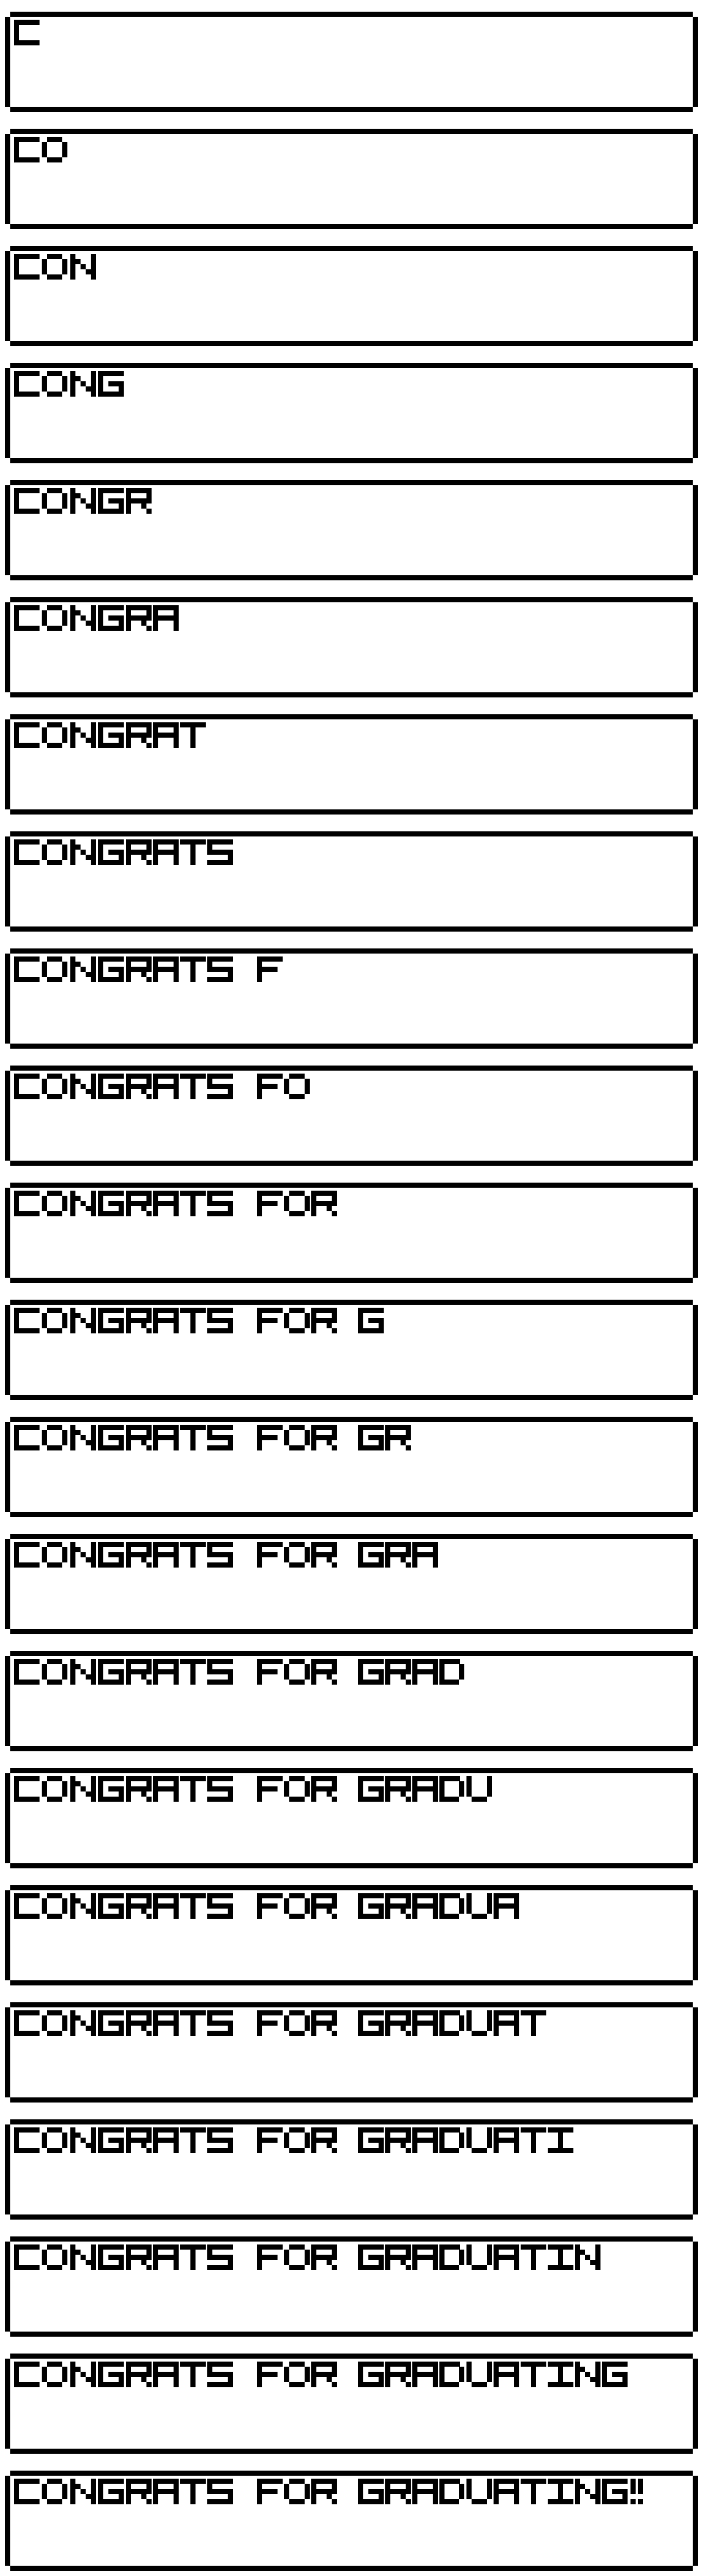 C
CO
CON
CONG
CONGR
CONGRA
CONGRAT
CONGRATS
CONGRATS F
CONGRATS FO
CONGRATS FOR
CONGRATS FOR G
CONGRATS FOR GR
CONGRATS FOR GRA
CONGRATS FOR GRAD
CONGRATS FOR GRADU
CONGRATS FOR GRADUA
CONGRATS FOR GRADUAT
CONGRATS FOR GRADUATI
CONGRATS FOR GRADUATIN
CONGRATS FOR GRADUATING
CONGRATS FOR GRADUATING!!